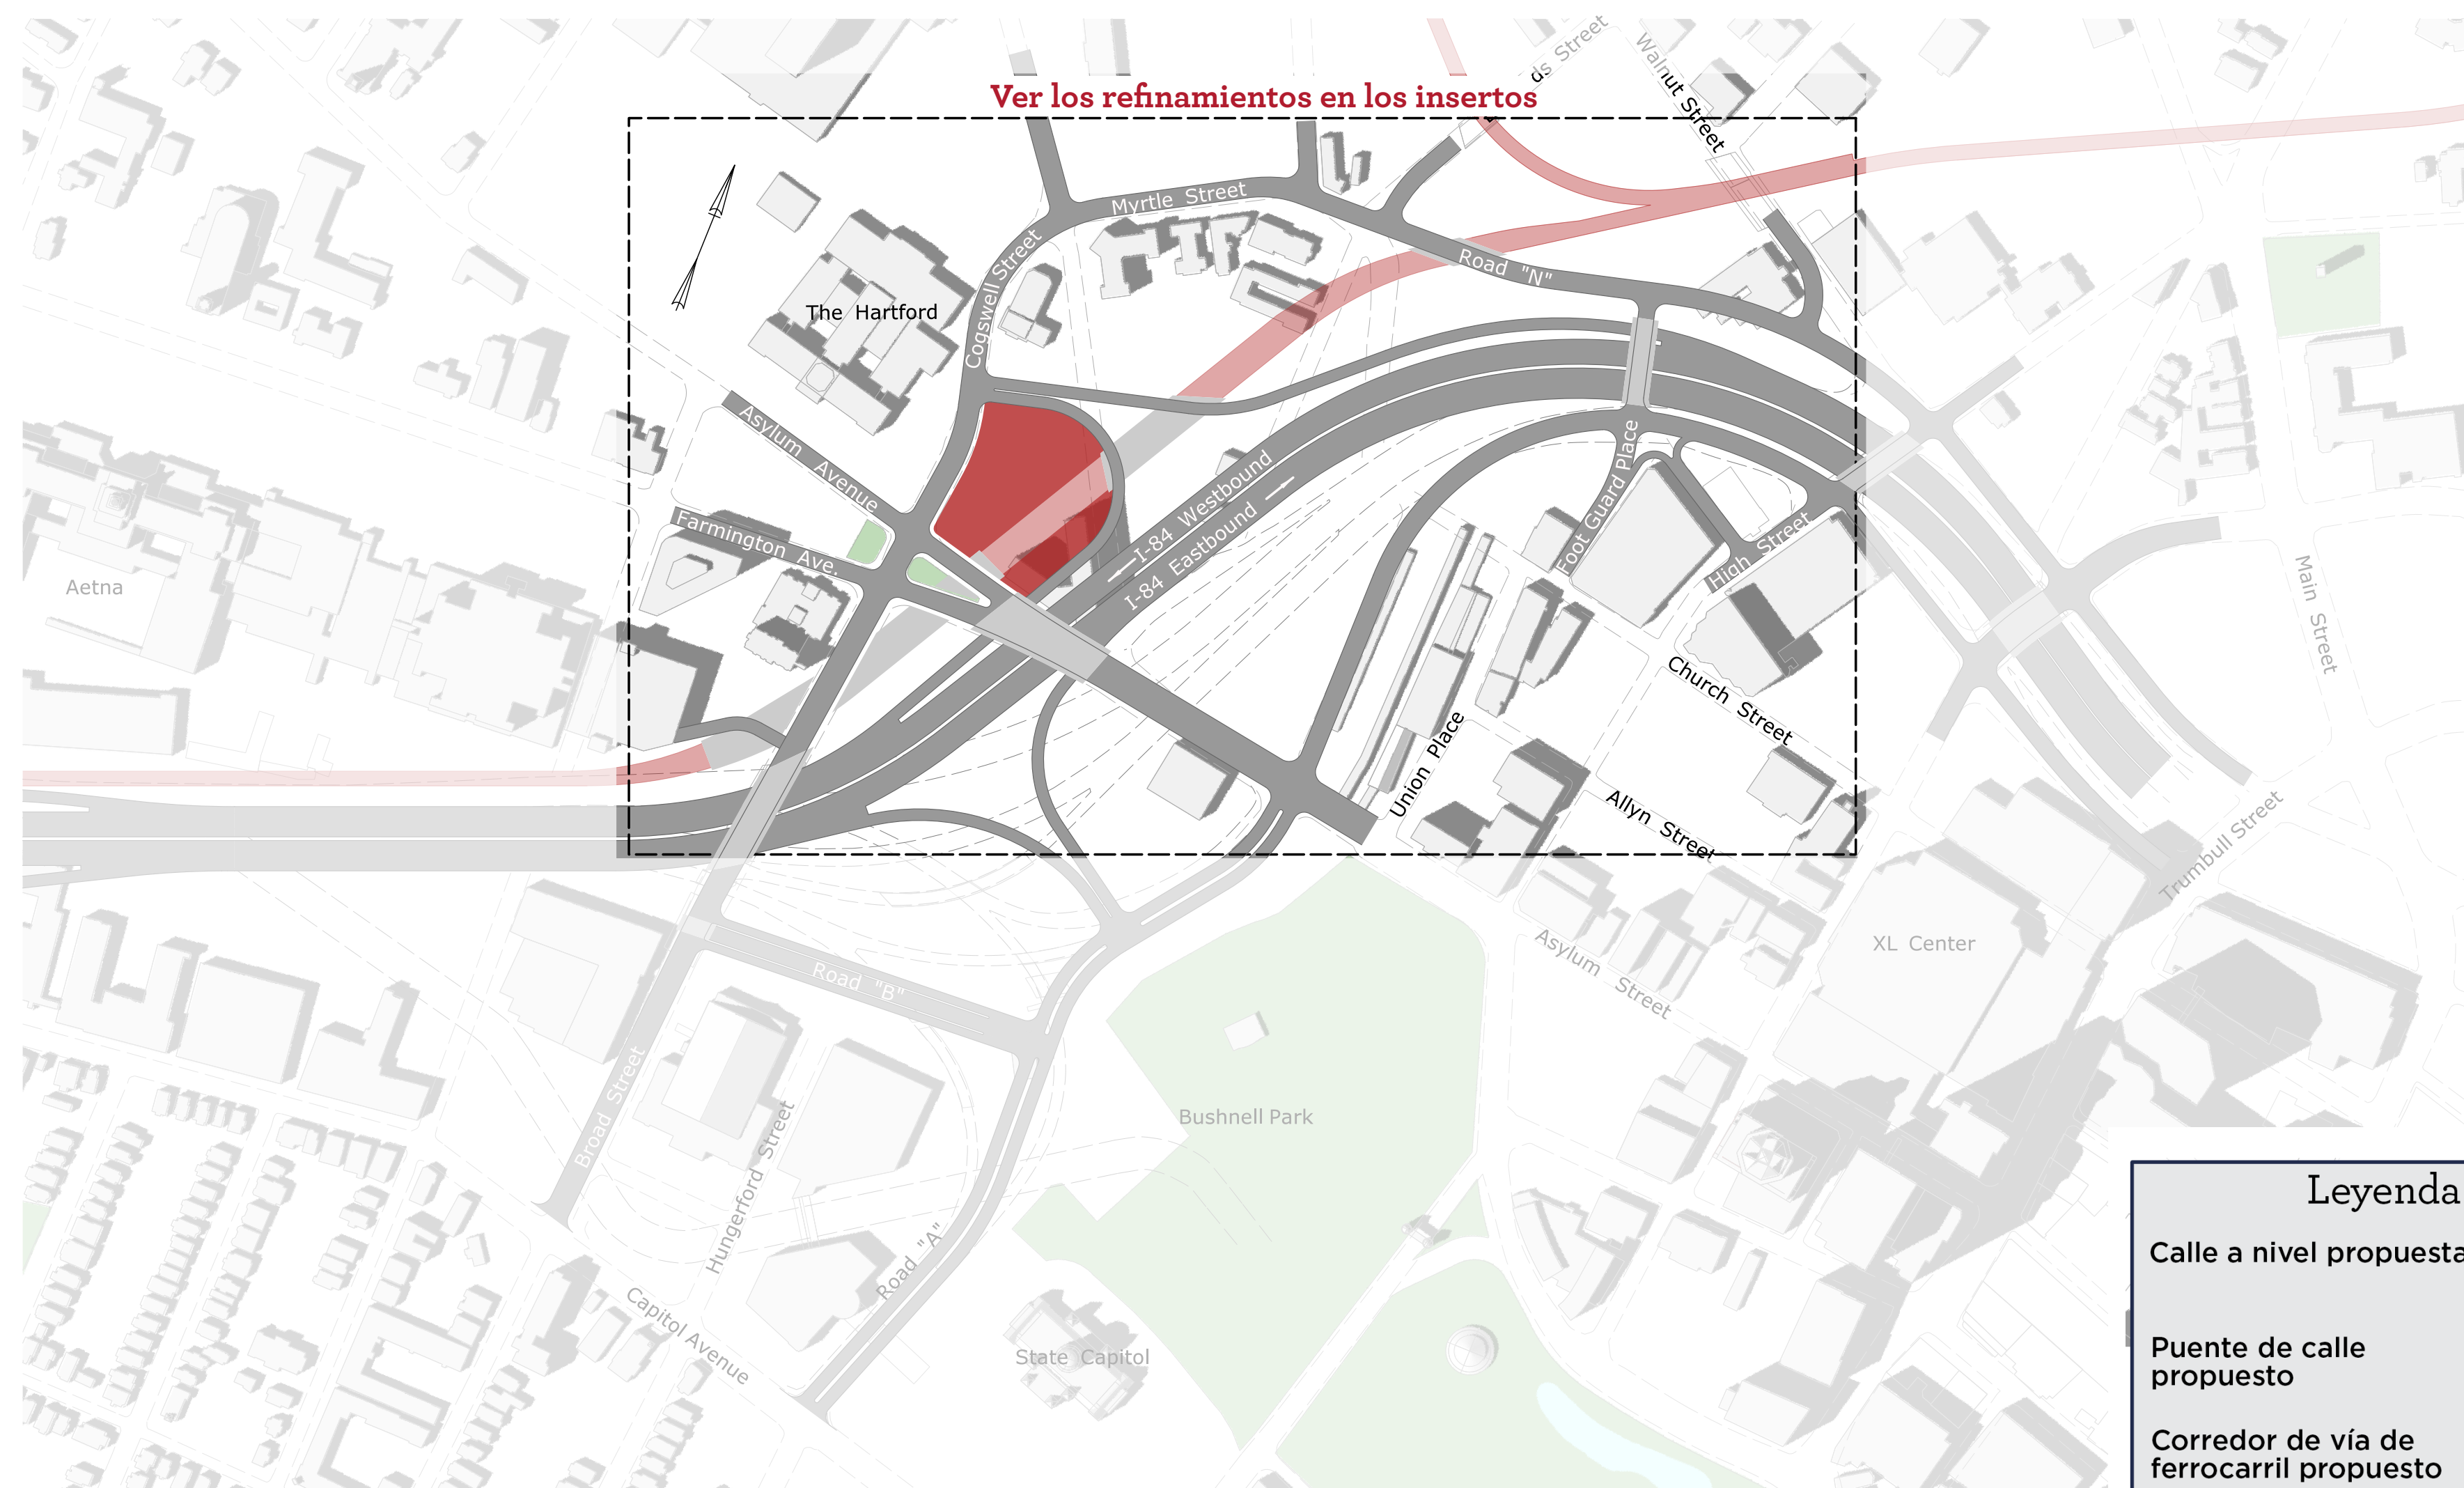 Ver los refinamientos en los insertos
ds Street
Walnut Street
Myrtle Street
Cogswell Street
Road "N"
The Hartford
Asylum Avenue
Farmington Ave.
I-84 Westbound
I-84 Eastbound
Foot Guard Place
High Street
Church Street
Union Place
Allyn Street
Aetna
Main Street
Trumbull Street
XL Center
Asylum Street
Road "B"
Broad Street
Hungerford Street
Road "A"
Capitol Avenue
Bushnell Park
State Capitol
Leyenda
Calle a nivel propuesta
Puente de calle
propuesto
Corredor de vía de
ferrocarril propuesto